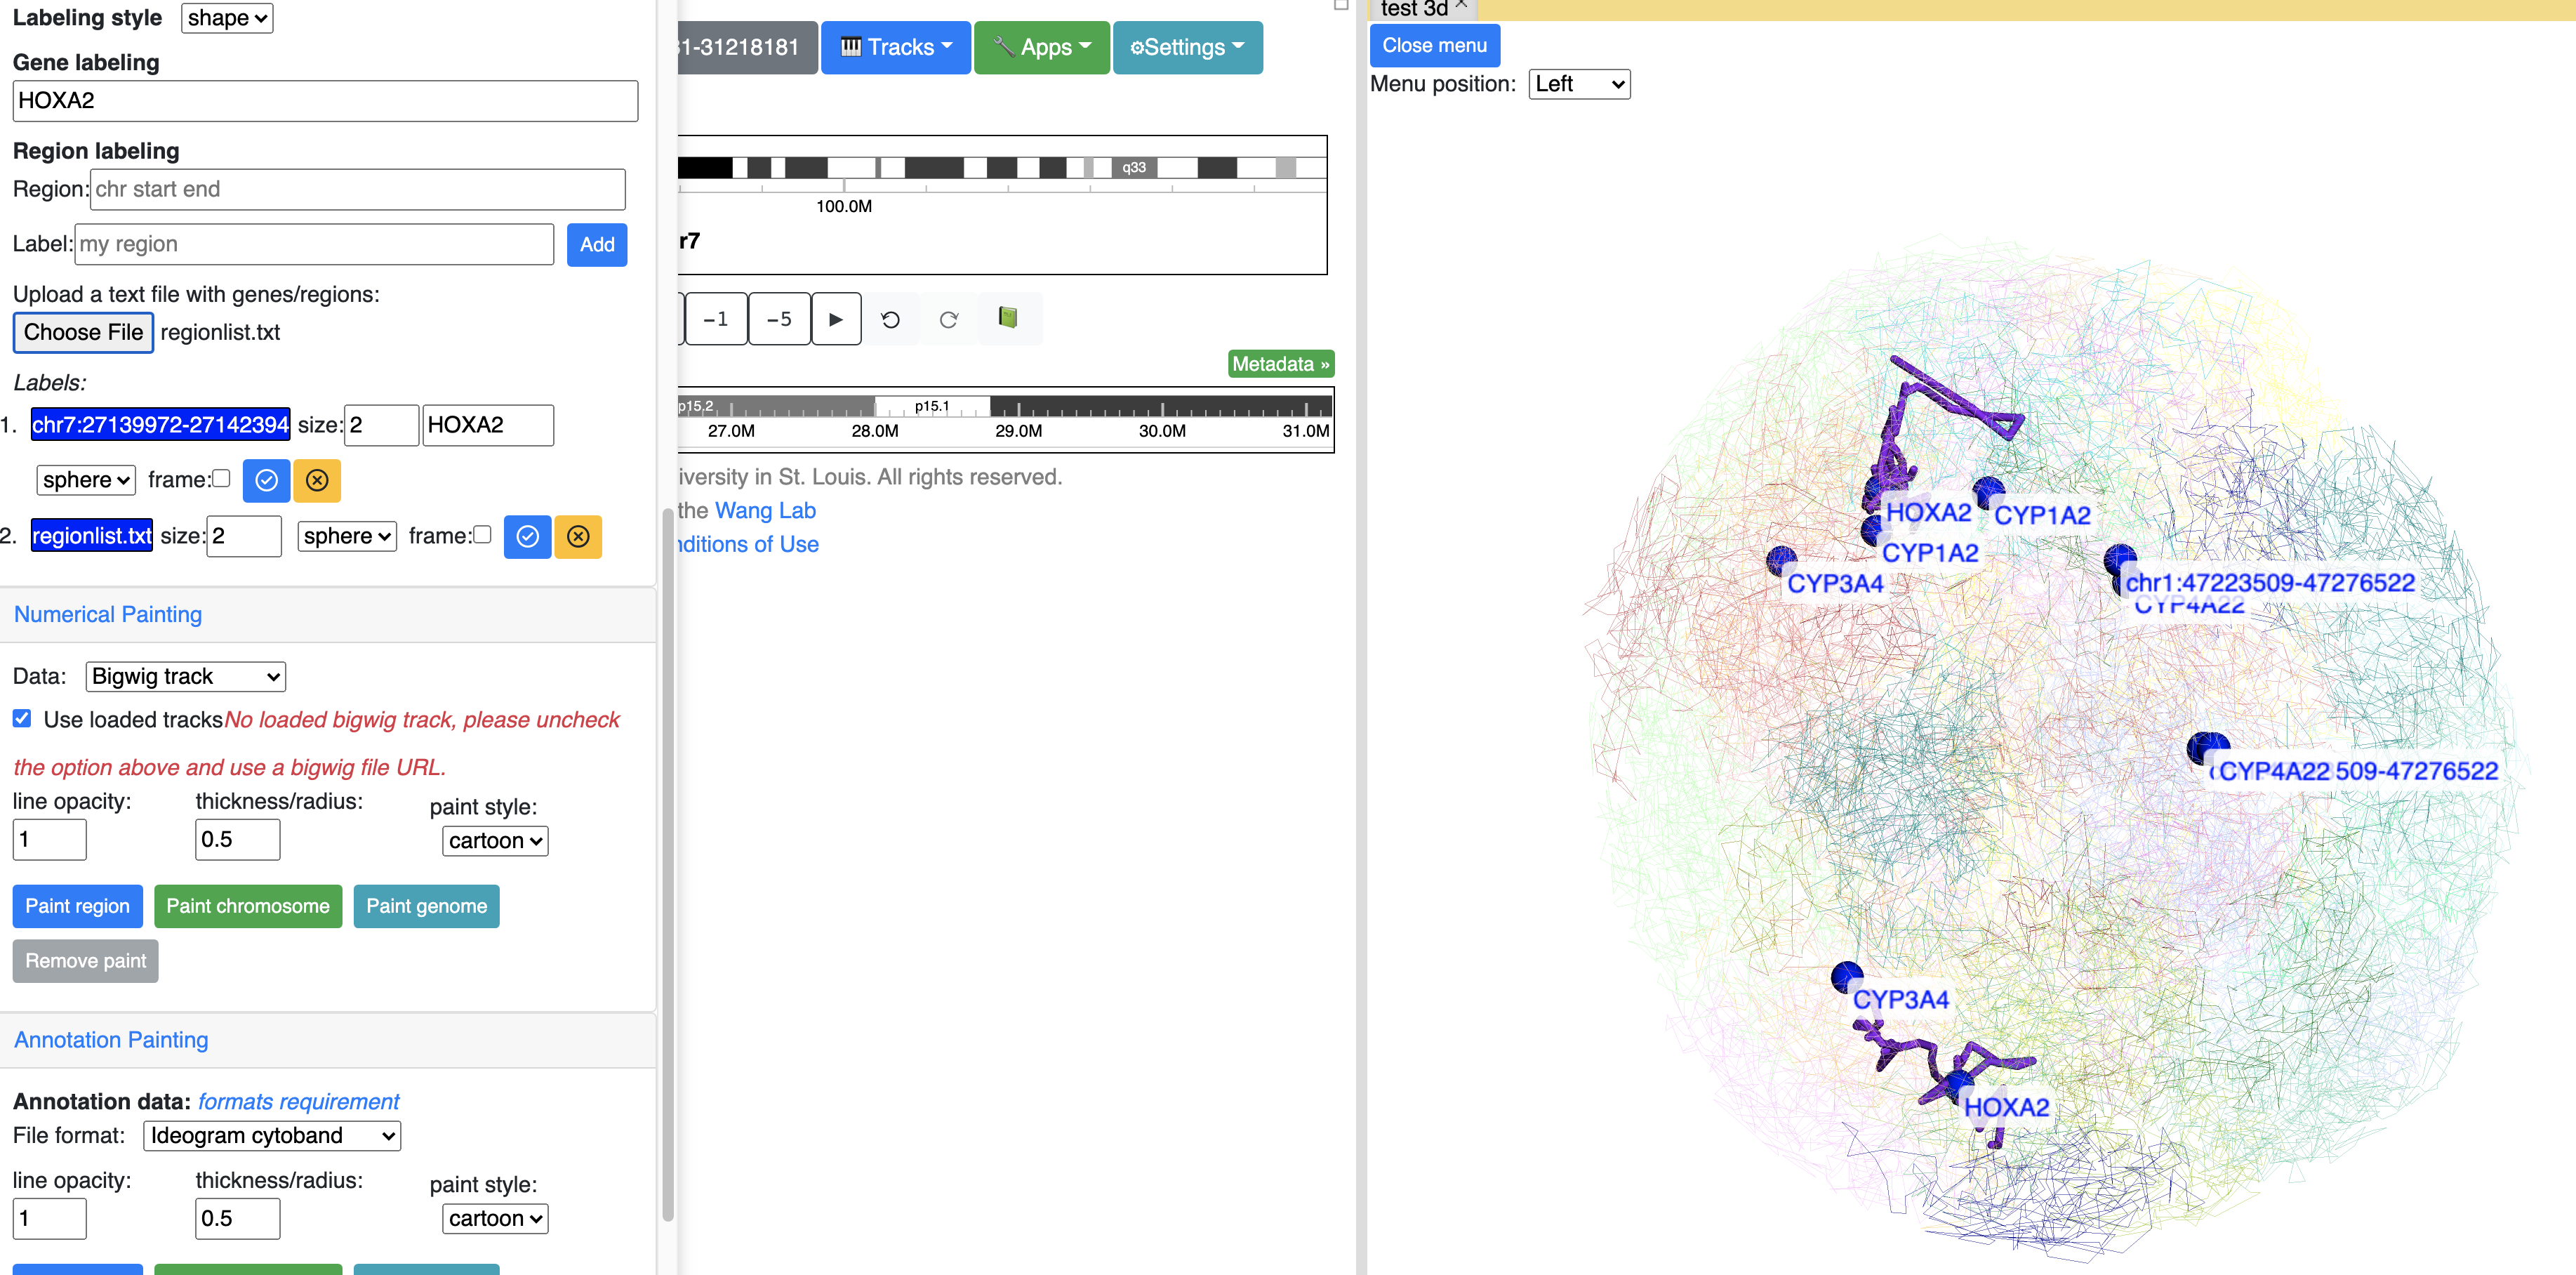 Labeling style shape
Gene labeling
HOXA2
Region labeling
Region: chr start end
Label: my region Add
Upload a text file with genes/regions:
Choose File regionlist.txt
Labels:
1. chr7:27139972-27142394 size: 2 HOXA2
sphere frame:
2. regionlist.txt size: 2 sphere frame:
Numerical Painting
Data: Bigwig track
Use loaded tracks No loaded bigwig track, please uncheck
the option above and use a bigwig file URL.
line opacity: thickness/radius: paint style:
1 0.5 cartoon
Paint region Paint chromosome Paint genome
Remove paint
Annotation Painting
Annotation data: formats requirement
File format: Ideogram cytoband
line opacity: thickness/radius: paint style:
1 0.5 cartoon
1-31218181 Tracks Apps Settings
q33
100.0M
r7
-1 -5
Metadata »
p15.2 p15.1
27.0M 28.0M 29.0M 30.0M 31.0M
iversity in St. Louis. All rights reserved.
the Wang Lab
nditions of Use
test 3d
Close menu
Menu position: Left
HOXA2 CYP1A2
CYP1A2
CYP3A4
chr1:47223509-47276522
CYP4A22
CYP4A22 509-47276522
CYP3A4
HOXA2